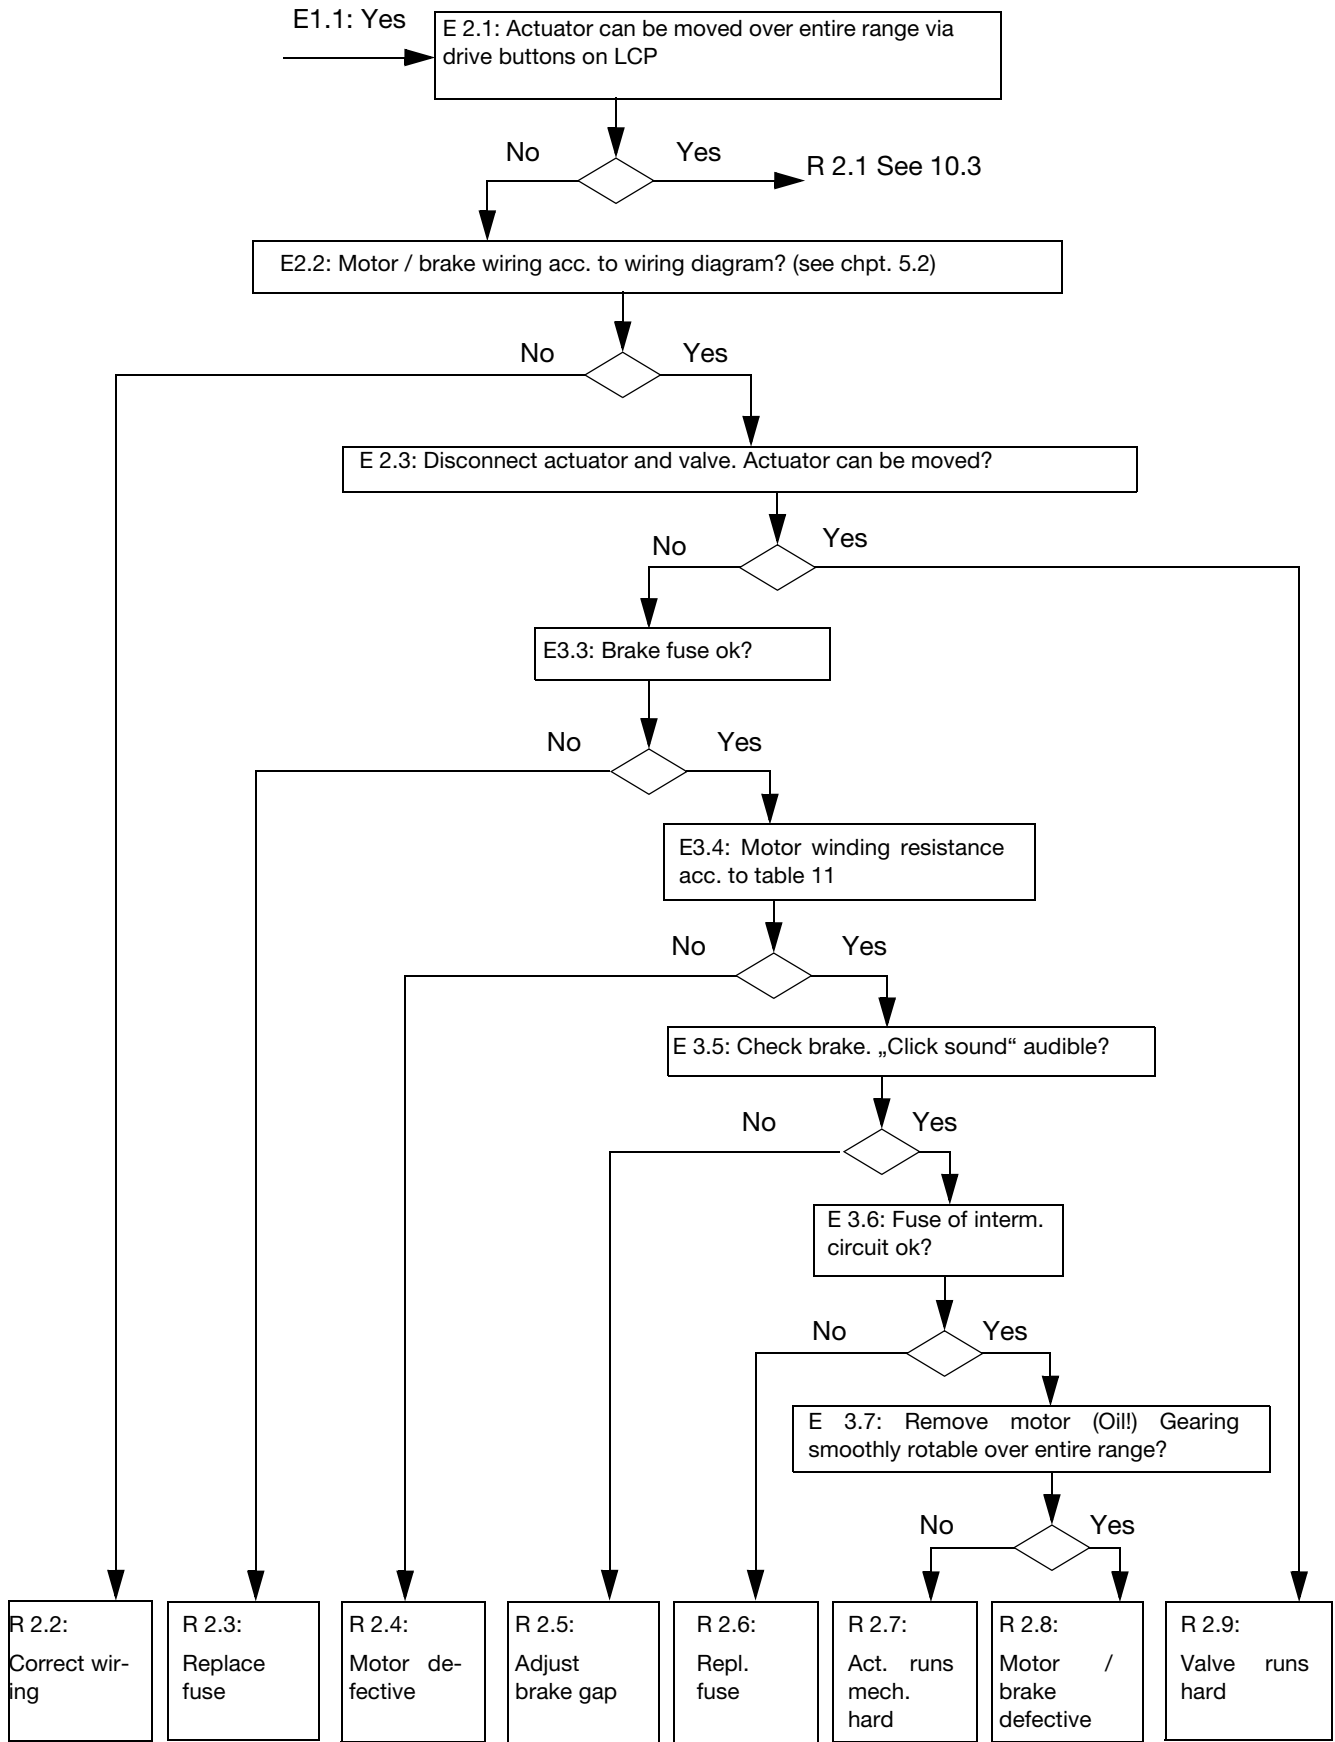 E1.1: Yes
E 2.1: Actuator can be moved over entire range via
drive buttons on LCP
No
Yes
R 2.1 See 10.3
E2.2: Motor / brake wiring acc. to wiring diagram? (see chpt. 5.2)
No
Yes
E 2.3: Disconnect actuator and valve. Actuator can be moved?
No
Yes
E3.3: Brake fuse ok?
No
Yes
E3.4: Motor winding resistance
acc. to table 11
No
Yes
E 3.5: Check brake. „Click sound“ audible?
No
Yes
E 3.6: Fuse of interm.
circuit ok?
No
Yes
E 3.7: Remove motor (Oil!) Gearing
smoothly rotable over entire range?
No
Yes
R 2.2:
Correct wir-
ing
R 2.3:
Replace
fuse
R 2.4:
Motor de-
fective
R 2.5:
Adjust
brake gap
R 2.6:
Repl.
fuse
R 2.7:
Act. runs
mech.
hard
R 2.8:
Motor /
brake
defective
R 2.9:
Valve runs
hard